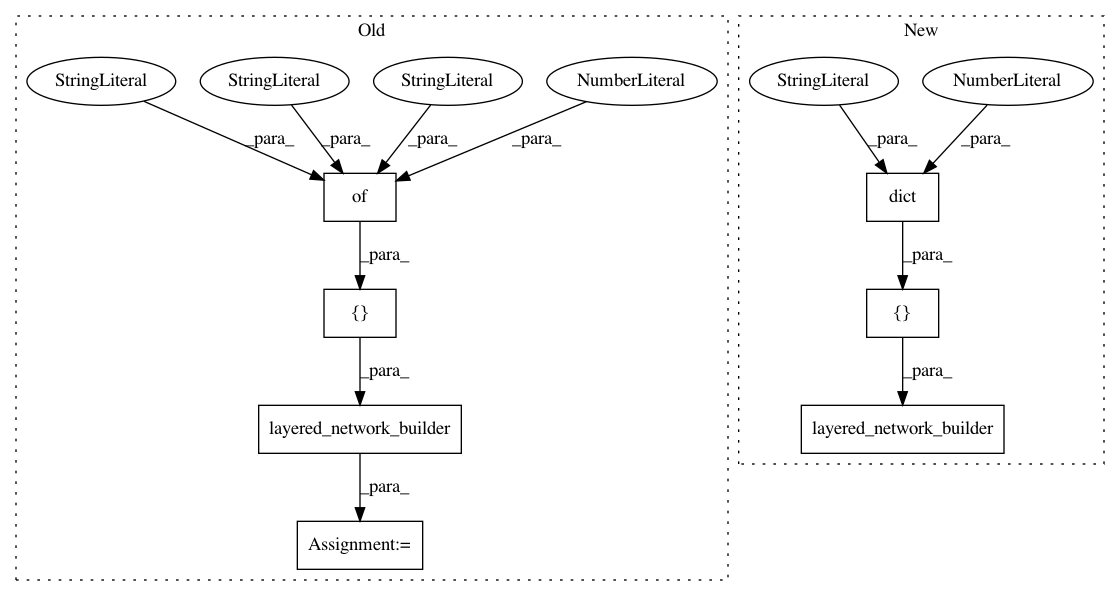 Old
New
StringLiteral
StringLiteral
StringLiteral
NumberLiteral
StringLiteral
NumberLiteral
_para_
_para_
_para_
_para_
_para_
_para_
of
dict
_para_
_para_
{}
{}
_para_
_para_
layered_network_builder
layered_network_builder
_para_
Assignment:=